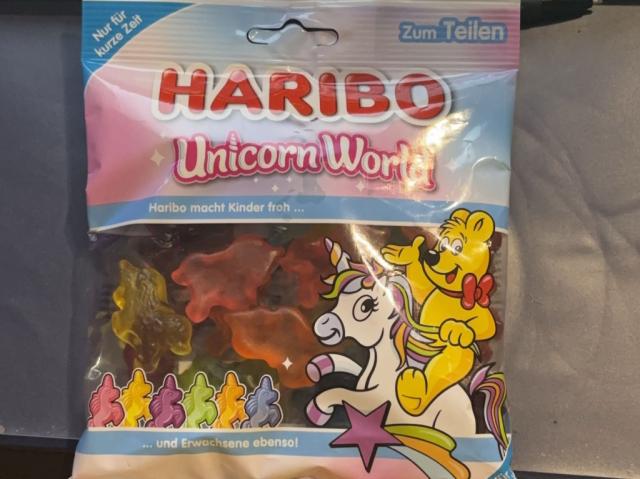 Nur für
kurze Zeit
Zum Teilen
HARIBO
Unicorn World
Haribo macht Kinder froh ...
... und Erwachsene ebenso!